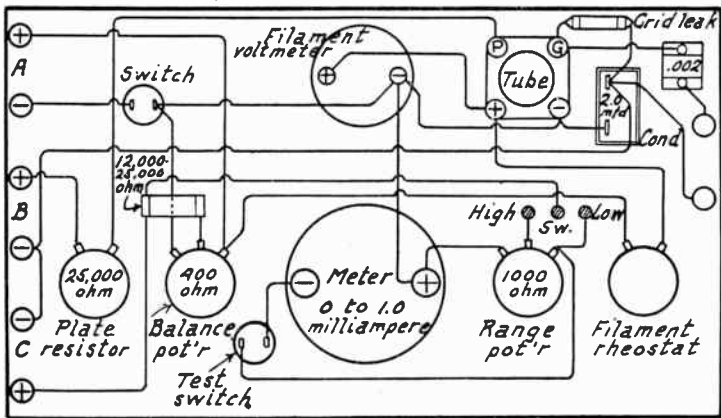 Filament
voltmeter
Grid leak
A
Switch
P
G
Tube
.002
2.0
mfd
Cond
12,000-
25,000
ohm
B
High
Sw.
Low
25,000
ohm
400
ohm
Meter
0 to 1.0
milliampere
1000
ohm
C
Plate
resistor
Balance
pot'r
Test
switch
Range
pot'r
Filament
rheostat